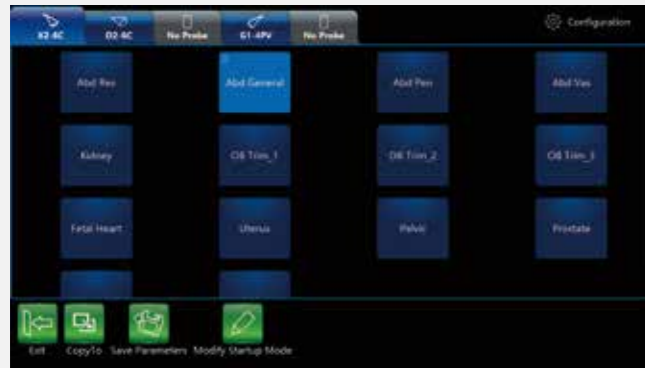 X2-6C D2-6C No Probe G1-4PV No Probe Configuration
Abd Res Abd General Abd Pen Abd Vas
Kidney OB Trim_1 OB Trim_2 OB Trim_3
Fetal Heart Uterus Pelvic Prostate
Exit CopyTo Save Parameters Modify Startup Mode